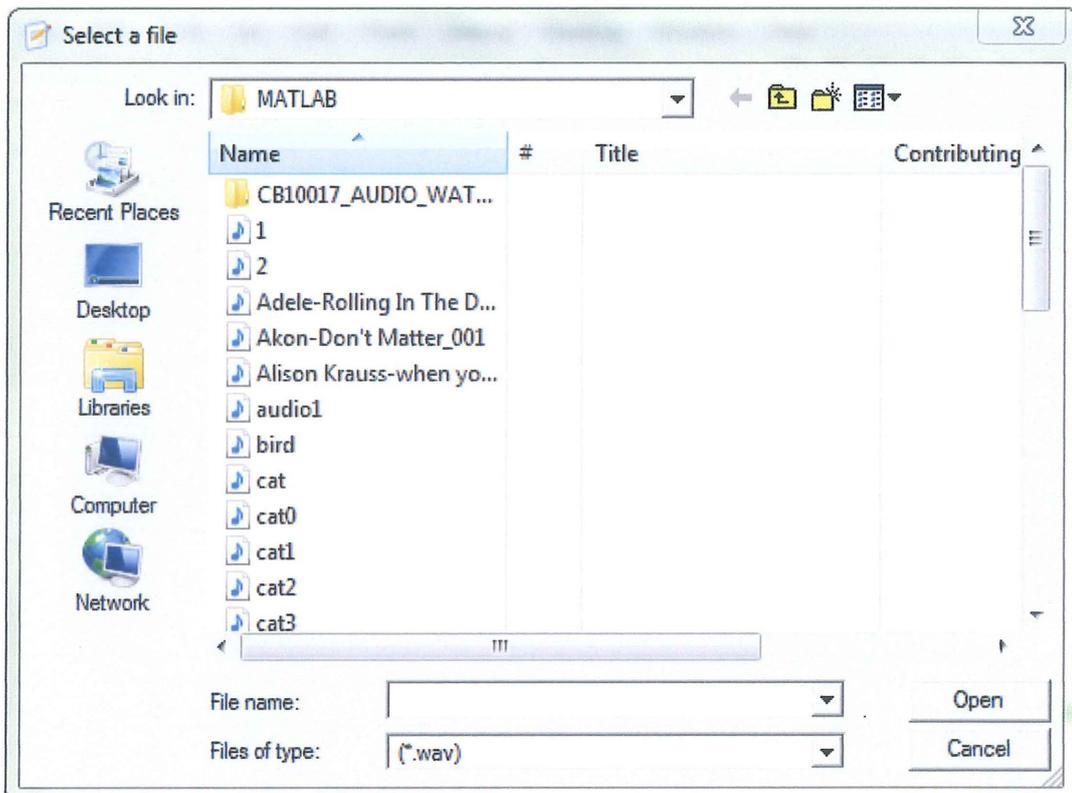 Select a file
Look in: MATLAB
Name # Title Contributing
CB10017_AUDIO_WAT...
1
2
Adele-Rolling In The D...
Akon-Don't Matter_001
Alison Krauss-when yo...
audio1
bird
cat
cat0
cat1
cat2
cat3
Recent Places
Desktop
Libraries
Computer
Network
File name: Open
Files of type: (*.wav) Cancel